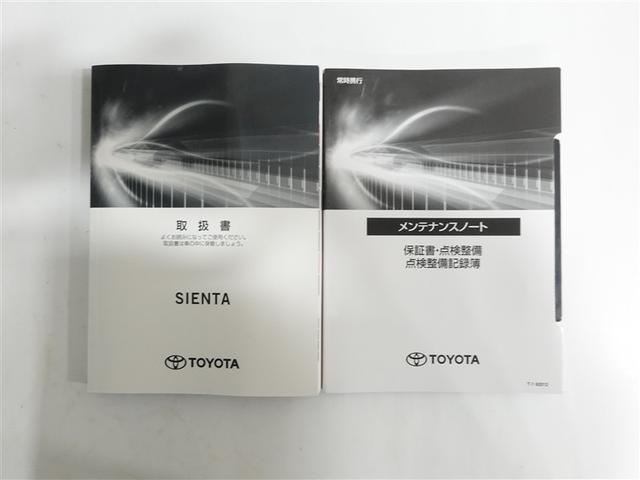 取扱書
よくお読みになってご使用ください。
取扱書は車の中に保管しましょう。
SIENTA
TOYOTA
常時携行
メンテナンスノート
保証書・点検整備
点検整備記録簿
TOYOTA